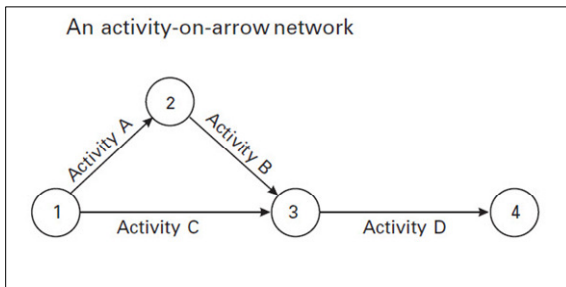 An activity-on-arrow network
2
Activity A
Activity B
1
3
4
Activity C
Activity D